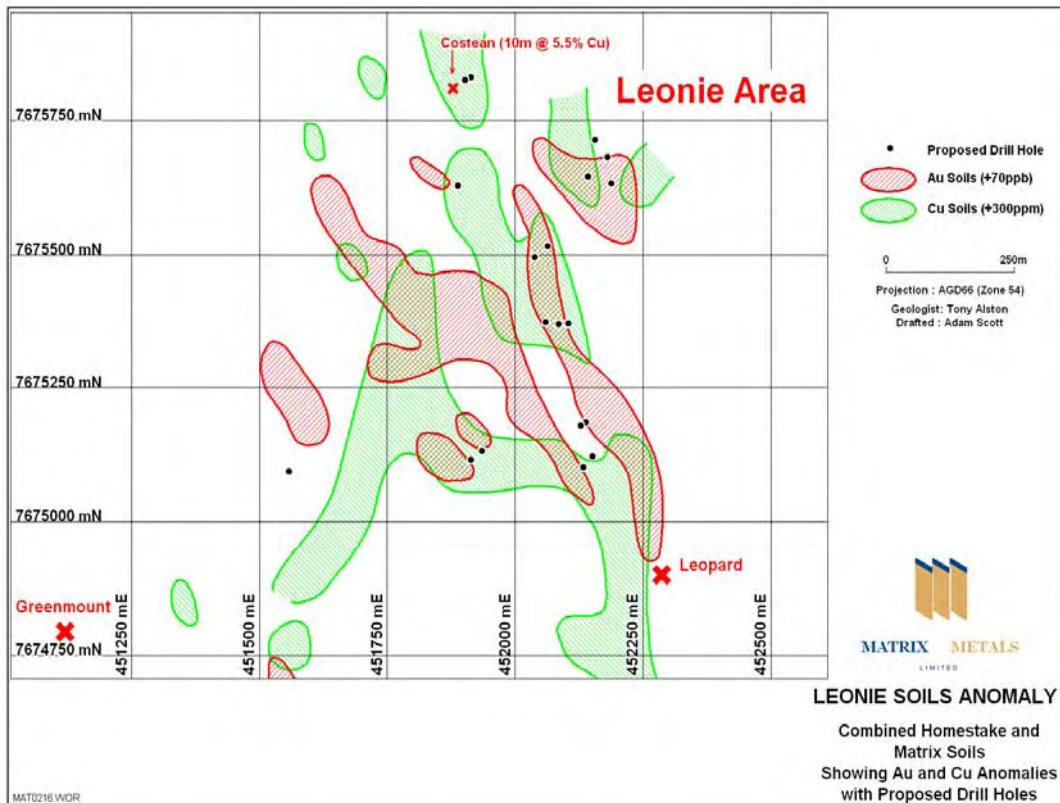 Costean (10m @ 5.5% Cu)
Leonie Area
7675750 mN
7675500 mN
7675250 mN
7675000 mN
7674750 mN
Greenmount
Leopard
451250 mE
451500 mE
451750 mE
452000 mE
452250 mE
452500 mE
Proposed Drill Hole
Au Soils (+70ppb)
Cu Soils (+300ppm)
0 250m
Projection : AGD66 (Zone 54)
Geologist: Tony Alston
Drafted : Adam Scott
MATRIX METALS
LIMITED
LEONIE SOILS ANOMALY
Combined Homestake and
Matrix Soils
Showing Au and Cu Anomalies
with Proposed Drill Holes
MAT0216.WOR